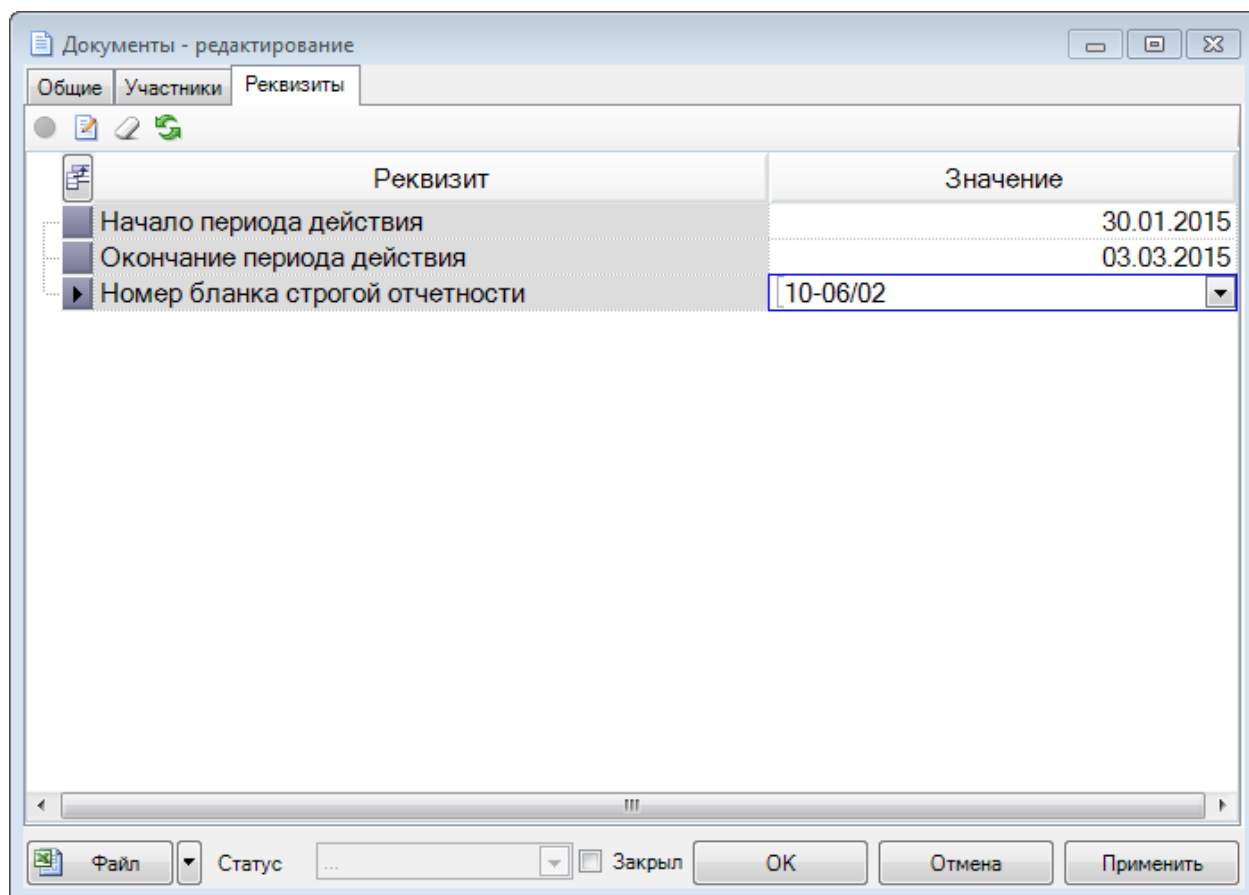 Документы - редактирование
Общие Участники Реквизиты
Реквизит Значение
Начало периода действия 30.01.2015
Окончание периода действия 03.03.2015
Номер бланка строгой отчетности 10-06/02
Файл Статус ... Закрыл OK Отмена Применить